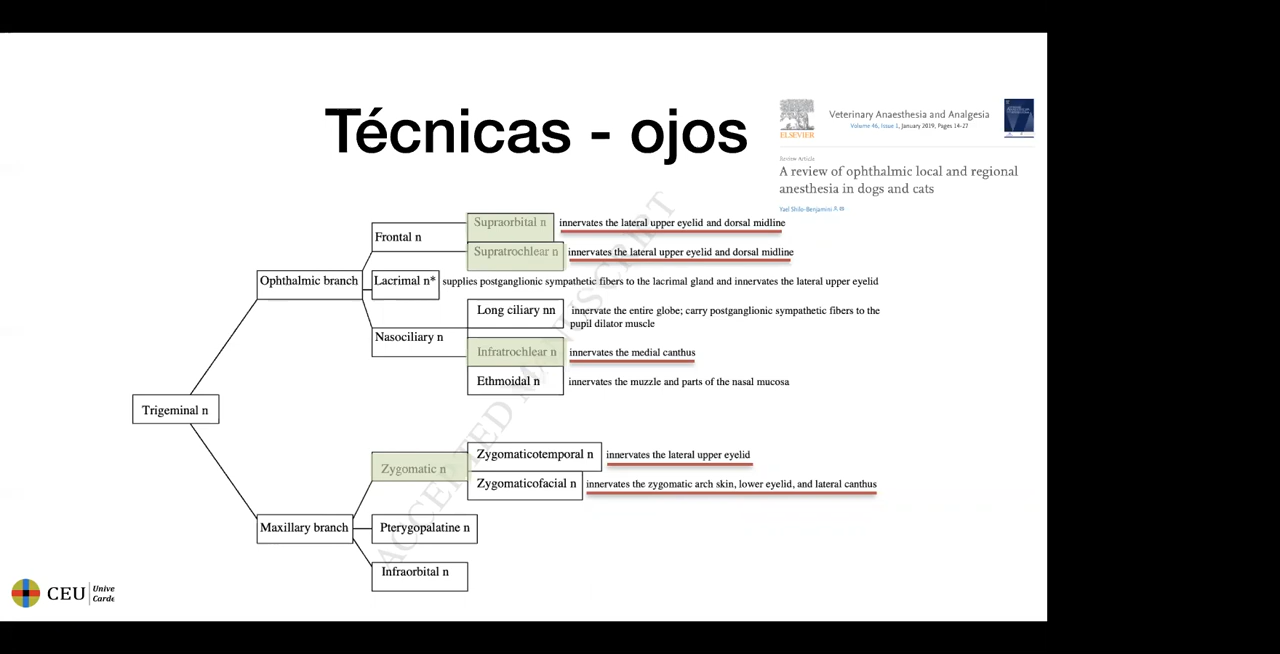 Técnicas - ojos
ELSEVIER
Veterinary Anaesthesia and Analgesia
Volume 46, Issue 1, January 2019, Pages 14-27
Review Article
A review of ophthalmic local and regional
anesthesia in dogs and cats
Yael Shilo-Benjamini
Trigeminal n
Ophthalmic branch
Frontal n
Supraorbital n
innervates the lateral upper eyelid and dorsal midline
Supratrochlear n
innervates the lateral upper eyelid and dorsal midline
Lacrimal n*
supplies postganglionic sympathetic fibers to the lacrimal gland and innervates the lateral upper eyelid
Nasociliary n
Long ciliary nn
innervate the entire globe; carry postganglionic sympathetic fibers to the
pupil dilator muscle
Infratrochlear n
innervates the medial canthus
Ethmoidal n
innervates the muzzle and parts of the nasal mucosa
Maxillary branch
Zygomatic n
Zygomaticotemporal n
innervates the lateral upper eyelid
Zygomaticofacial n
innervates the zygomatic arch skin, lower eyelid, and lateral canthus
Pterygopalatine n
Infraorbital n
ACCEPTED MANUSCRIPT
CEU
Unive
Carde